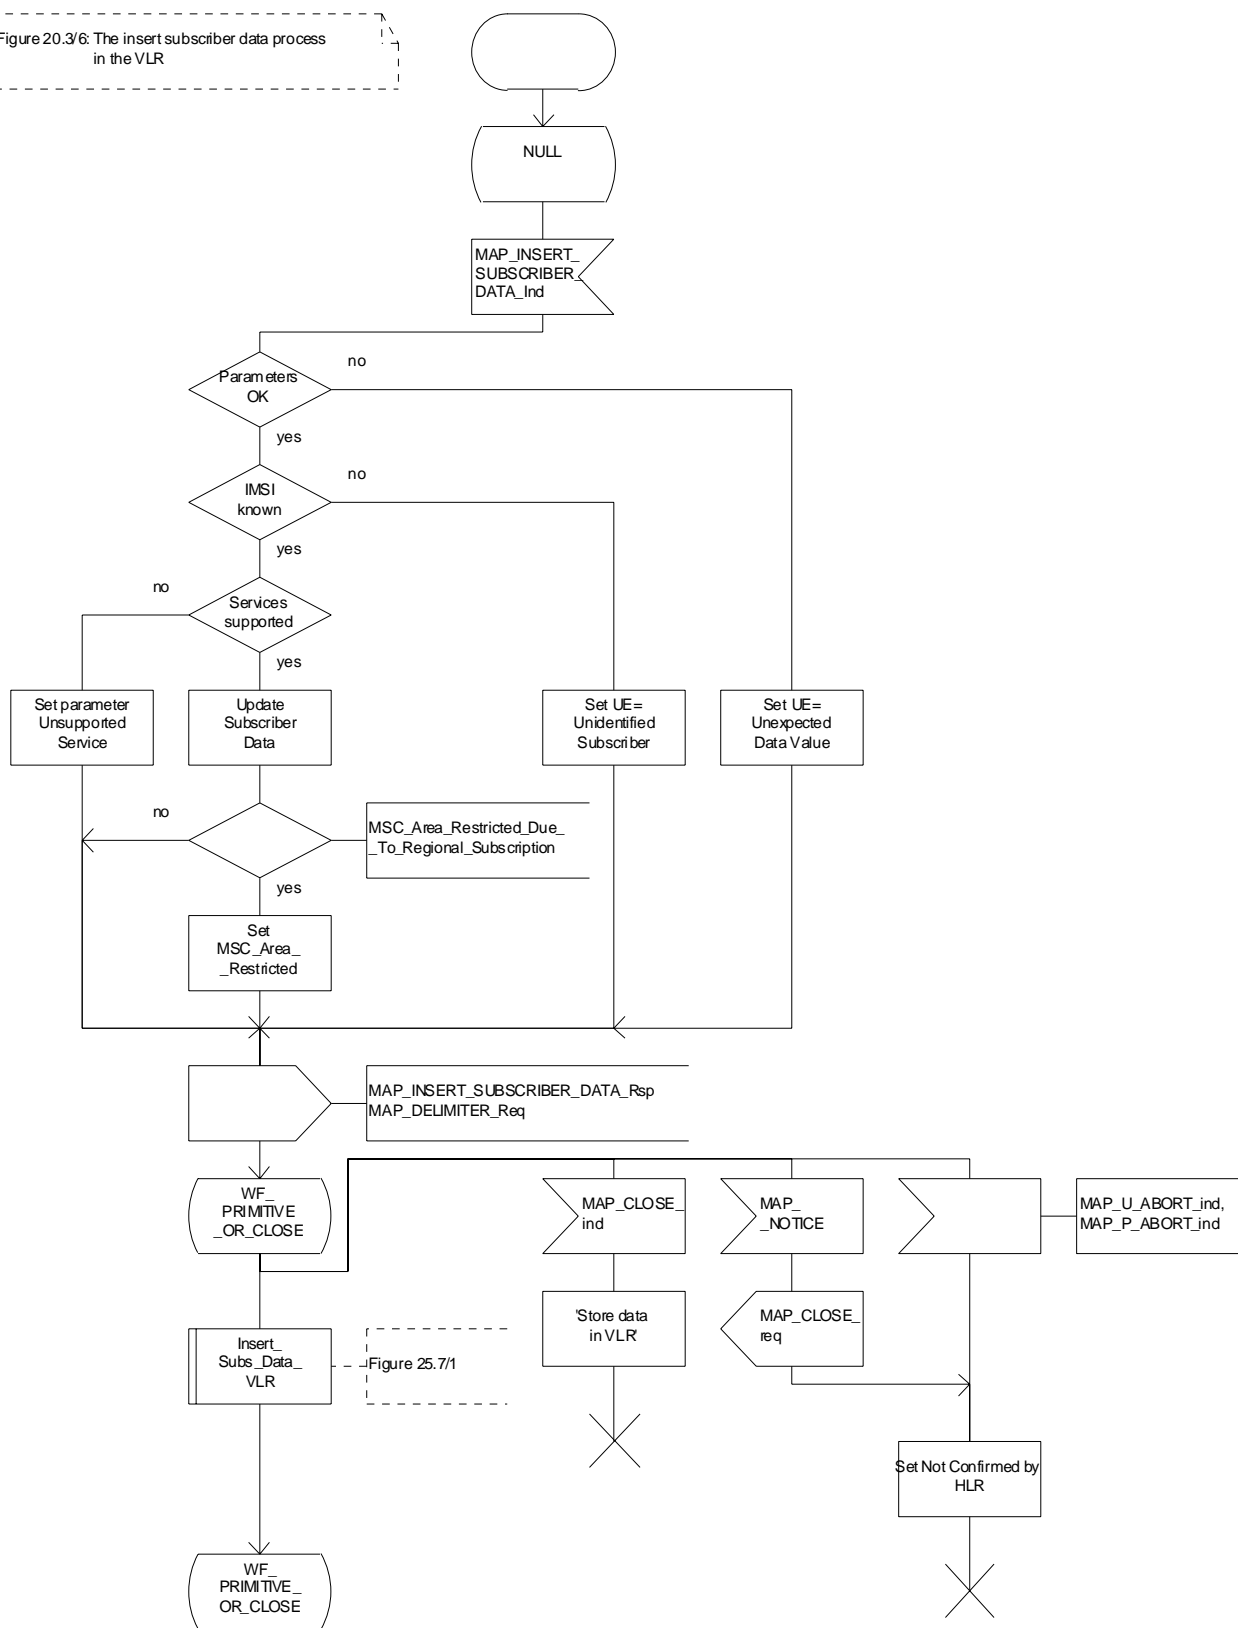 Figure 20.3/6: The insert subscriber data process
in the VLR
NULL
MAP_INSERT_
SUBSCRIBER_
DATA_Ind
no
Parameters
OK
yes
no
IMSI
known
yes
no
Services
supported
yes
Set parameter
Unsupported
Service
Update
Subscriber
Data
Set UE=
Unidentified
Subscriber
Set UE=
Unexpected
Data Value
no
MSC_Area_Restricted_Due_
_To_Regional_Subscription
yes
Set
MSC_Area_
_Restricted
MAP_INSERT_SUBSCRIBER_DATA_Rsp
MAP_DELIMITER_Req
WF_
PRIMITIVE
_OR_CLOSE
MAP_CLOSE_
ind
MAP_
_NOTICE
MAP_U_ABORT_ind,
MAP_P_ABORT_ind
'Store data
in VLR'
MAP_CLOSE_
req
Insert_
Subs_Data_
VLR
Figure 25.7/1
Set Not Confirmed by
HLR
WF_
PRIMITIVE_
OR_CLOSE